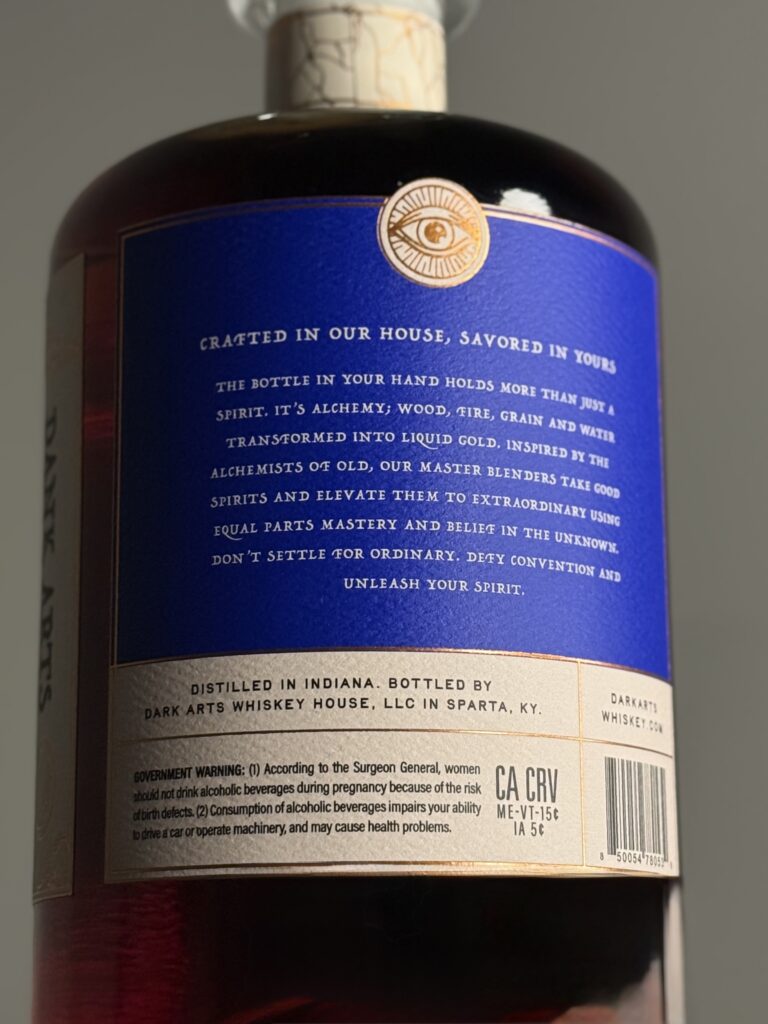 CRAFTED IN OUR HOUSE, SAVORED IN YOURS
THE BOTTLE IN YOUR HAND HOLDS MORE THAN JUST A
SPIRIT. IT'S ALCHEMY; WOOD, FIRE, GRAIN AND WATER
TRANSFORMED INTO LIQUID GOLD. INSPIRED BY THE
ALCHEMISTS OF OLD, OUR MASTER BLENDERS TAKE GOOD
SPIRITS AND ELEVATE THEM TO EXTRAORDINARY USING
EQUAL PARTS MASTERY AND BELIEF IN THE UNKNOWN.
DON'T SETTLE FOR ORDINARY. DEFY CONVENTION AND
UNLEASH YOUR SPIRIT.
DARK ARTS
DISTILLED IN INDIANA. BOTTLED BY
DARK ARTS WHISKEY HOUSE, LLC IN SPARTA, KY.
DARKARTS
WHISKEY.COM
GOVERNMENT WARNING: (1) According to the Surgeon General, women
should not drink alcoholic beverages during pregnancy because of the risk
of birth defects. (2) Consumption of alcoholic beverages impairs your ability
to drive a car or operate machinery, and may cause health problems.
CA CRV
ME-VT-15¢
IA 5¢
8 50054 78053